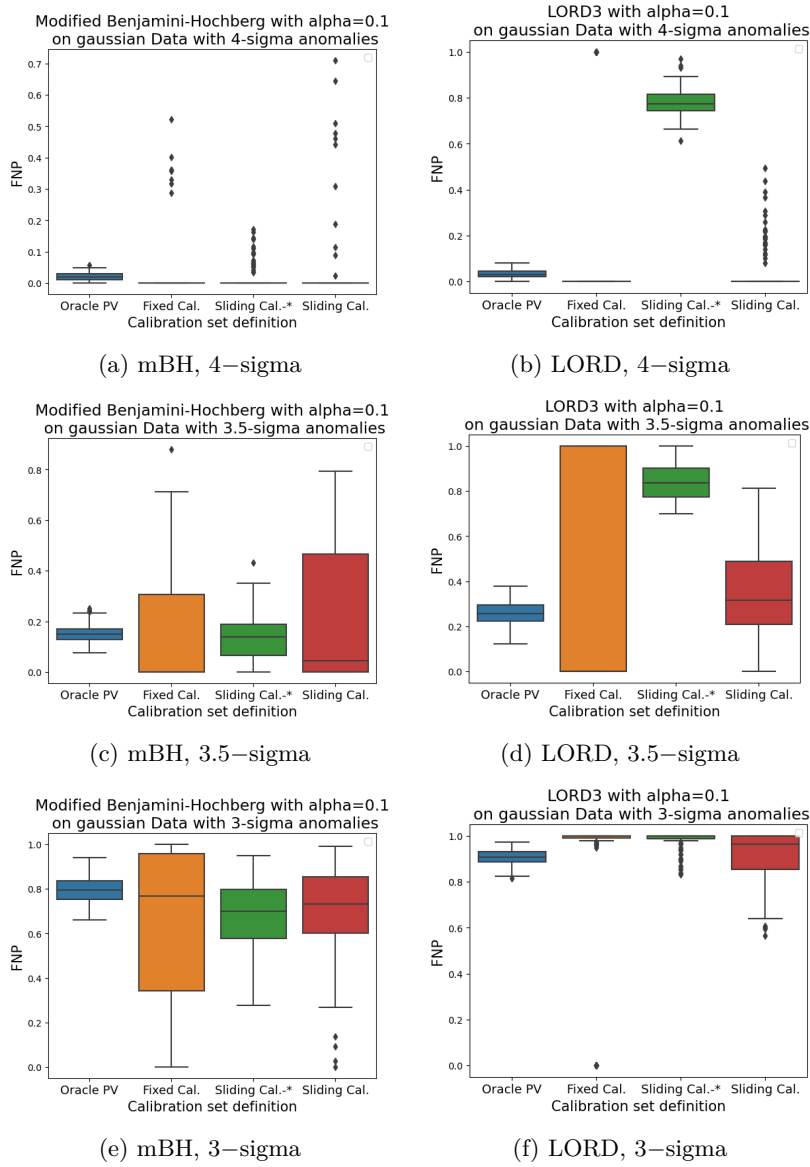 Modified Benjamini-Hochberg with alpha=0.1
on gaussian Data with 4-sigma anomalies
0.7
0.6
0.5
0.4
0.3
0.2
0.1
0.0
FNP
Oracle PV Fixed Cal. Sliding Cal.-* Sliding Cal.
Calibration set definition
(a) mBH, 4−sigma
LORD3 with alpha=0.1
on gaussian Data with 4-sigma anomalies
1.0
0.8
0.6
0.4
0.2
0.0
FNP
Oracle PV Fixed Cal. Sliding Cal.-* Sliding Cal.
Calibration set definition
(b) LORD, 4−sigma
Modified Benjamini-Hochberg with alpha=0.1
on gaussian Data with 3.5-sigma anomalies
0.8
0.6
0.4
0.2
0.0
FNP
Oracle PV Fixed Cal. Sliding Cal.-* Sliding Cal.
Calibration set definition
(c) mBH, 3.5−sigma
LORD3 with alpha=0.1
on gaussian Data with 3.5-sigma anomalies
1.0
0.8
0.6
0.4
0.2
0.0
FNP
Oracle PV Fixed Cal. Sliding Cal.-* Sliding Cal.
Calibration set definition
(d) LORD, 3.5−sigma
Modified Benjamini-Hochberg with alpha=0.1
on gaussian Data with 3-sigma anomalies
1.0
0.8
0.6
0.4
0.2
0.0
FNP
Oracle PV Fixed Cal. Sliding Cal.-* Sliding Cal.
Calibration set definition
(e) mBH, 3−sigma
LORD3 with alpha=0.1
on gaussian Data with 3-sigma anomalies
1.0
0.8
0.6
0.4
0.2
0.0
FNP
Oracle PV Fixed Cal. Sliding Cal.-* Sliding Cal.
Calibration set definition
(f) LORD, 3−sigma